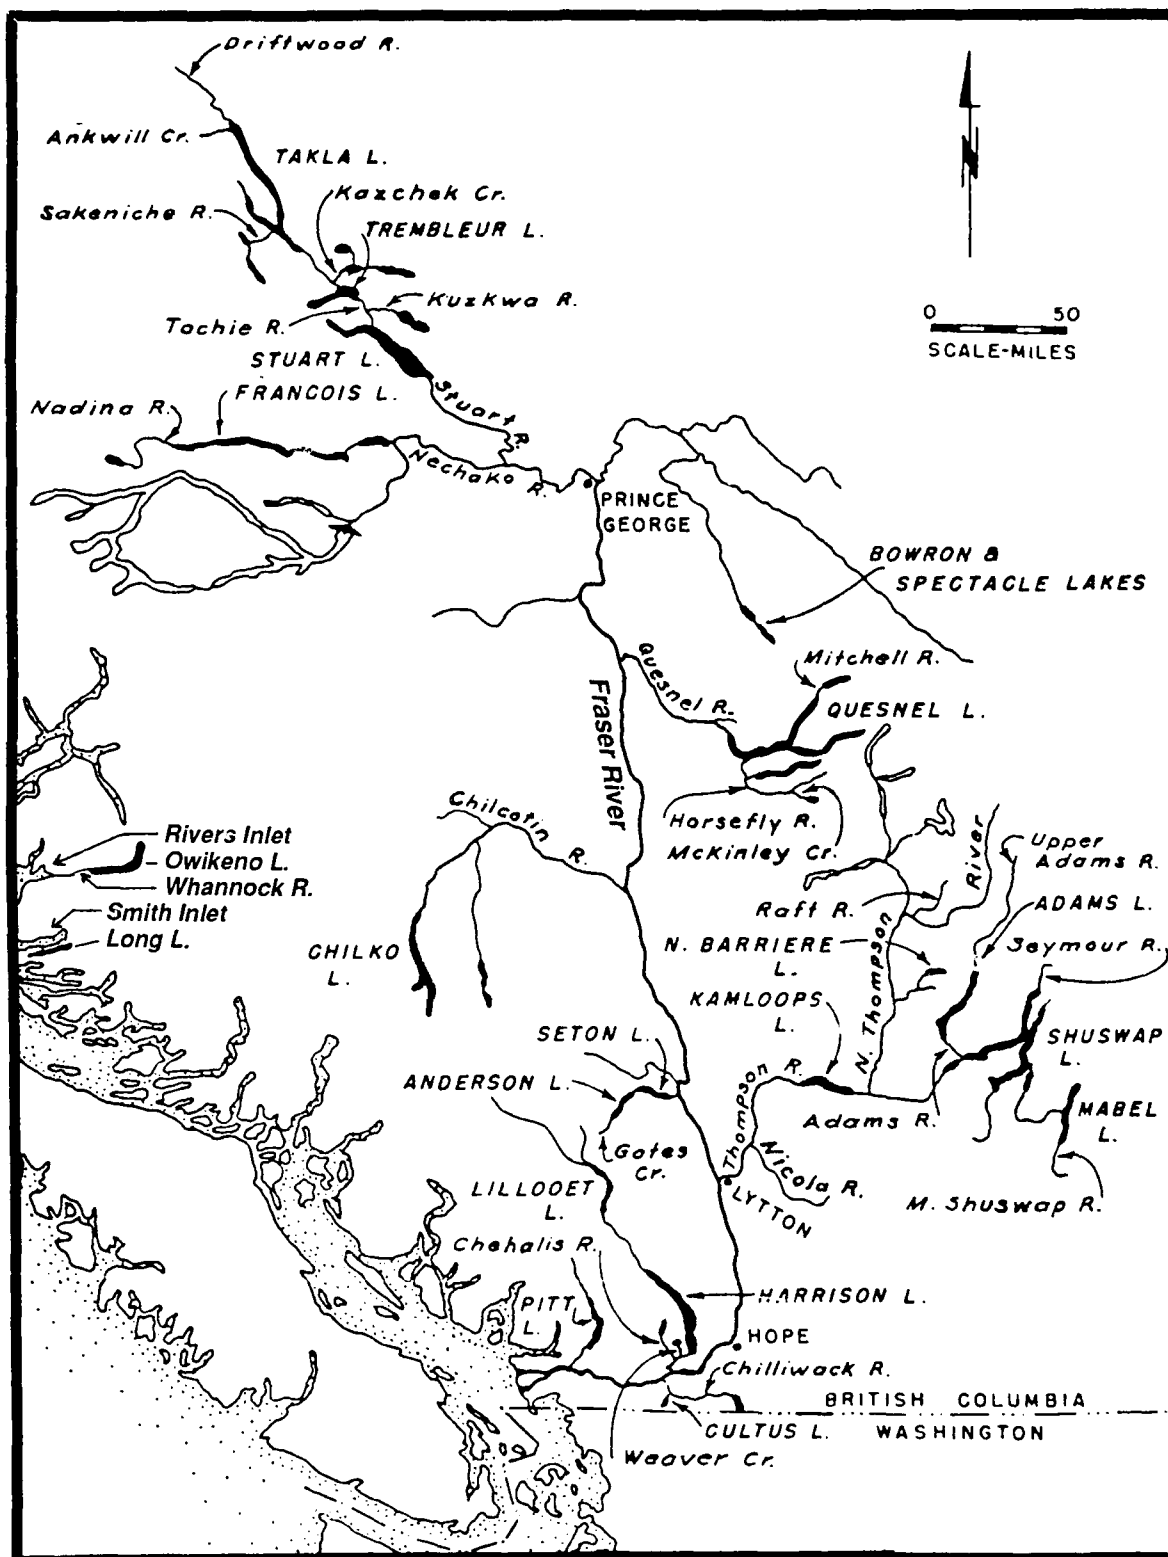 Driftwood R.
Ankwill Cr.
TAKLA L.
Kazchek Cr.
Sakeniche R.
TREMBLEUR L.
Kuzkwa R.
Tachie R.
STUART L.
FRANCOIS L.
Nadina R.
Stuart R.
Nechako R.
N
0 50
SCALE-MILES
PRINCE
GEORGE
BOWRON &
SPECTACLE LAKES
Mitchell R.
Quesnel R.
QUESNEL L.
Fraser River
Horsefly R.
McKinley Cr.
Chilcotin R.
Rivers Inlet
Owikeno L.
Whannock R.
Smith Inlet
Long L.
CHILKO
L.
Upper
Adams R.
River
Raft R.
ADAMS L.
N. BARRIERE
L.
Seymour R.
N. Thompson
KAMLOOPS
L.
SETON L.
SHUSWAP
L.
ANDERSON L.
Thompson R.
Adams R.
MABEL
L.
Gates
Cr.
Nicola R.
M. Shuswap R.
LYTTON
LILLOOET
L.
Chehalis R.
HARRISON L.
PITT
L.
HOPE
Chilliwack R.
BRITISH COLUMBIA
CULTUS L.
WASHINGTON
Weaver Cr.